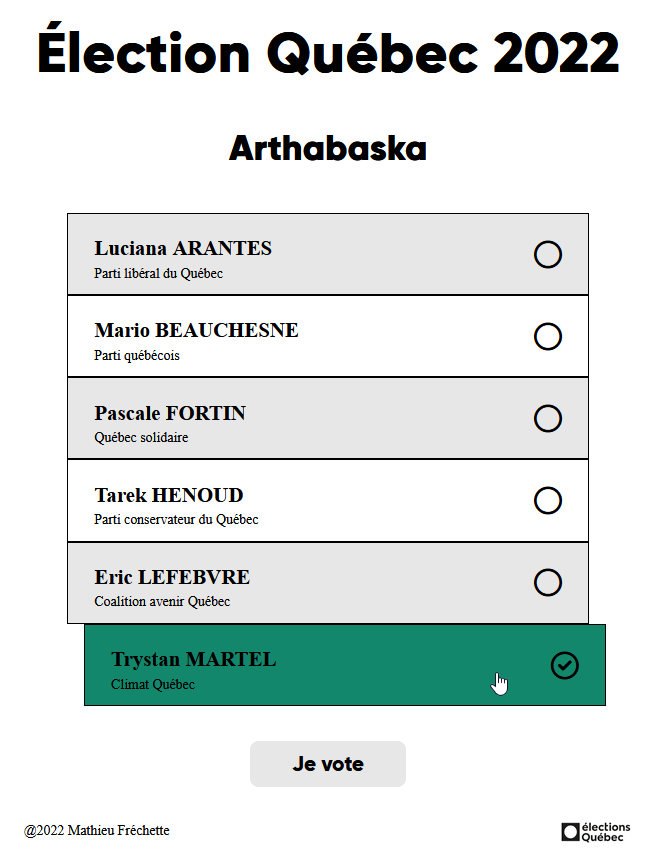 Élection Québec 2022
Arthabaska
Luciana ARANTES
Parti libéral du Québec
Mario BEAUCHESNE
Parti québécois
Pascale FORTIN
Québec solidaire
Tarek HENOUD
Parti conservateur du Québec
Eric LEFEBVRE
Coalition avenir Québec
Trystan MARTEL
Climat Québec
Je vote
@2022 Mathieu Fréchette
élections
Québec